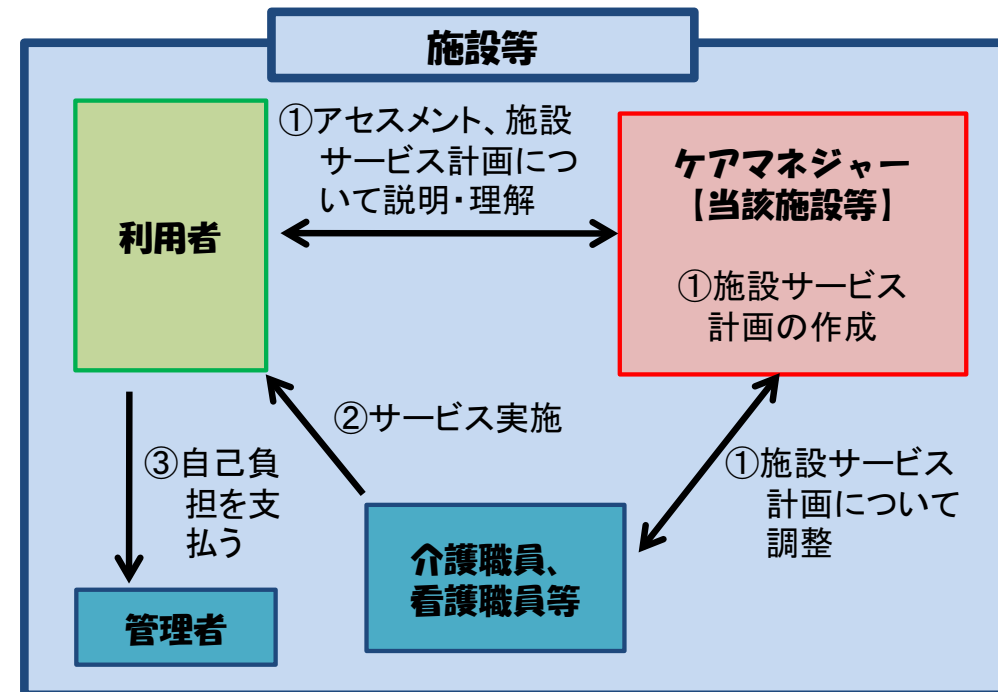 施設等
①アセスメント、施設
サービス計画につ
いて説明・理解
利用者
ケアマネジャー
【当該施設等】
①施設サービス
計画の作成
②サービス実施
③自己負
担を支
払う
①施設サービス
計画について
調整
介護職員、
看護職員等
管理者